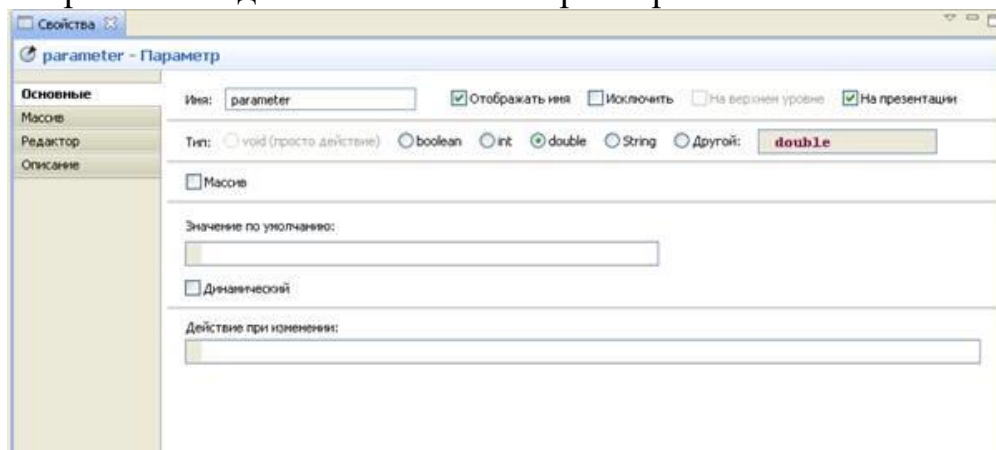 Свойства
parameter - Параметр
Основные
Массив
Редактор
Описание
Имя: parameter Отображать имя Исключить На верхнем уровне На презентации
Тип: void (просто действие) boolean int double String Другой: double
Массив
Значение по умолчанию:
Динамический
Действие при изменении: